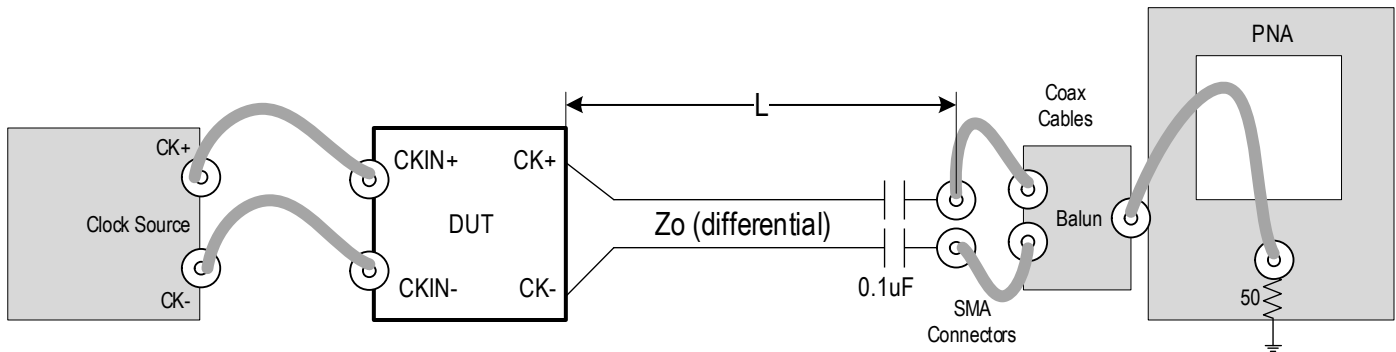 CK+
Clock Source
CK-
CKIN+
CK+
DUT
CKIN-
CK-
L
Zo (differential)
0.1uF
Coax
Cables
SMA
Connectors
Balun
PNA
50